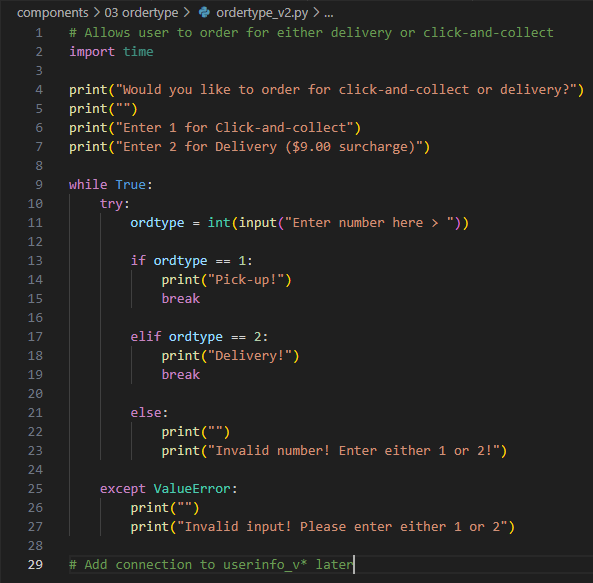 components > 03 ordertype > ordertype_v2.py > ...
1 # Allows user to order for either delivery or click-and-collect
2 import time
3
4 print("Would you like to order for click-and-collect or delivery?")
5 print("")
6 print("Enter 1 for Click-and-collect")
7 print("Enter 2 for Delivery ($9.00 surcharge)")
8
9 while True:
10     try:
11         ordtype = int(input("Enter number here > "))
12
13         if ordtype == 1:
14             print("Pick-up!")
15             break
16
17         elif ordtype == 2:
18             print("Delivery!")
19             break
20
21         else:
22             print("")
23             print("Invalid number! Enter either 1 or 2!")
24
25     except ValueError:
26         print("")
27         print("Invalid input! Please enter either 1 or 2")
28
29 # Add connection to userinfo_v* later